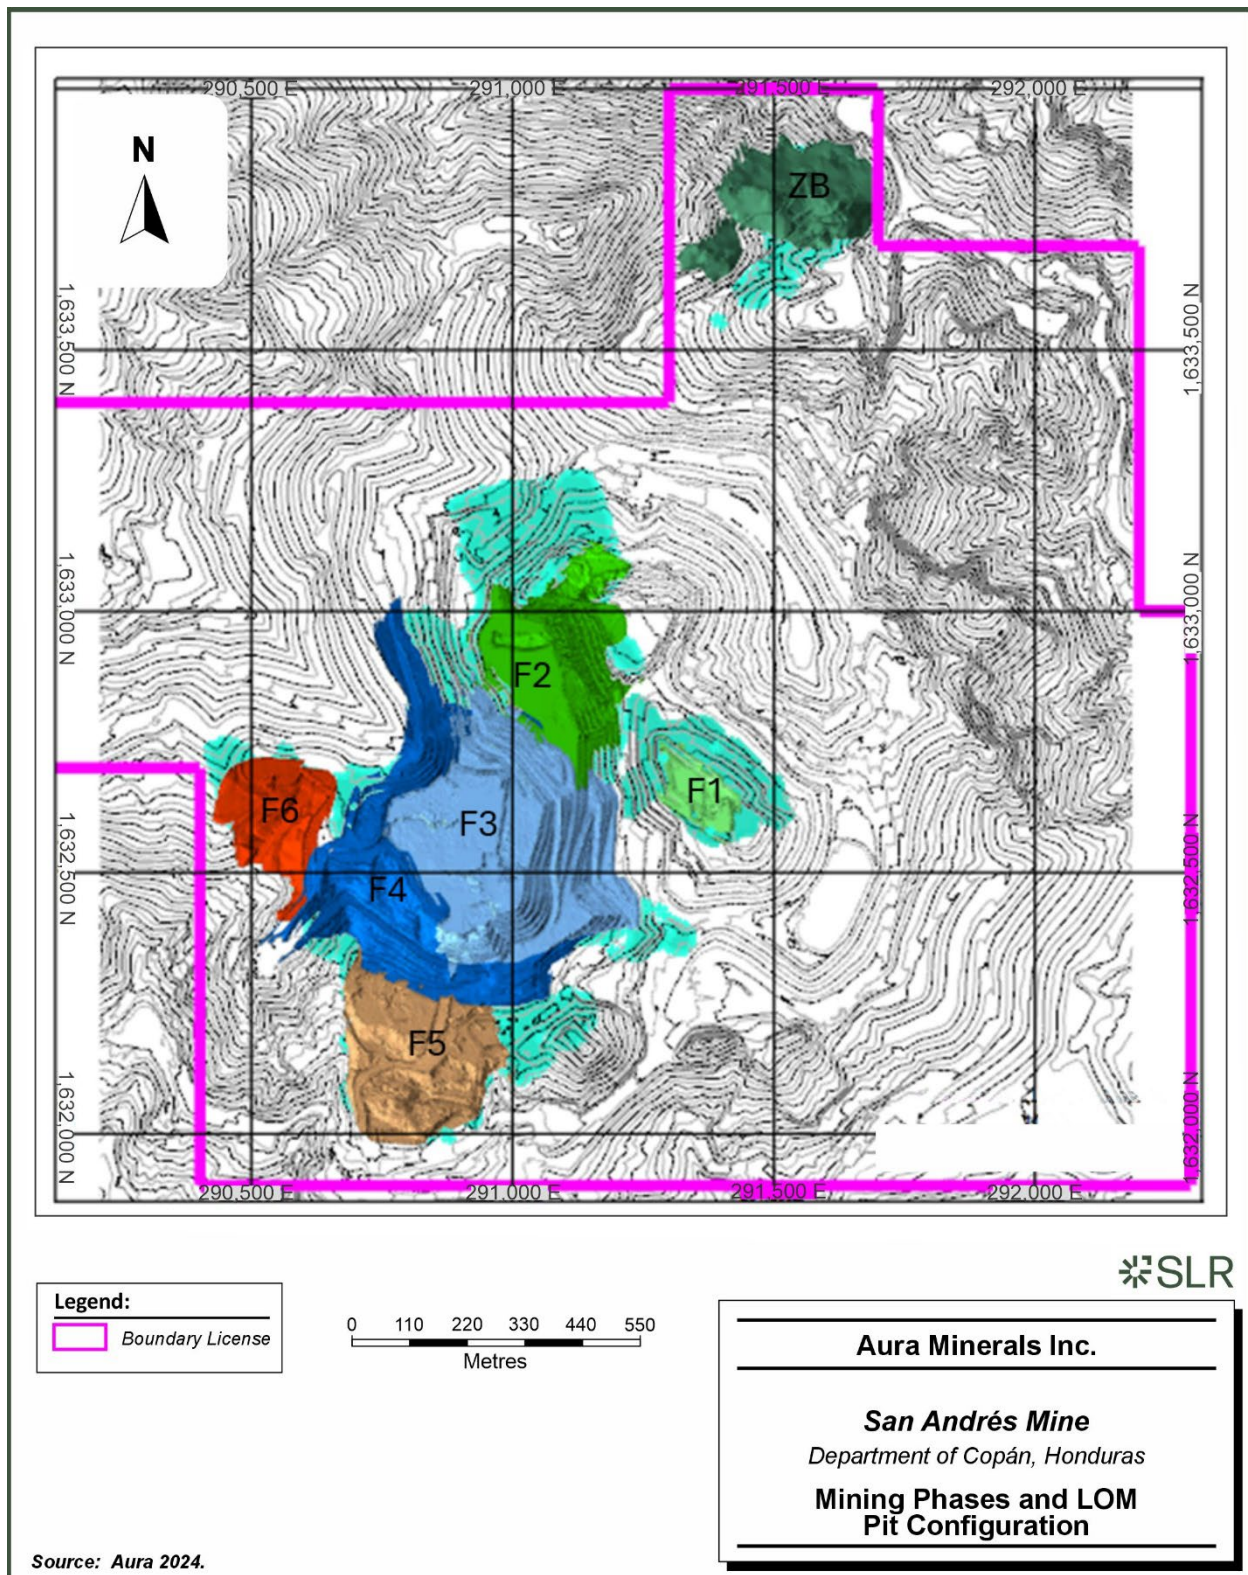 290,500 E
291,000 E
291,500 E
292,000 E
N
ZB
1,633,500 N
1,633,500 N
1,633,000 N
1,633,000 N
F2
F1
F6
F3
1,632,500 N
1,632,500 N
F4
F5
1,632,000 N
1,632,000 N
290,500 E
291,000 E
291,500 E
292,000 E
SLR
Legend:
Boundary License
0 110 220 330 440 550
Metres
Aura Minerals Inc.
San Andrés Mine
Department of Copán, Honduras
Mining Phases and LOM
Pit Configuration
Source: Aura 2024.